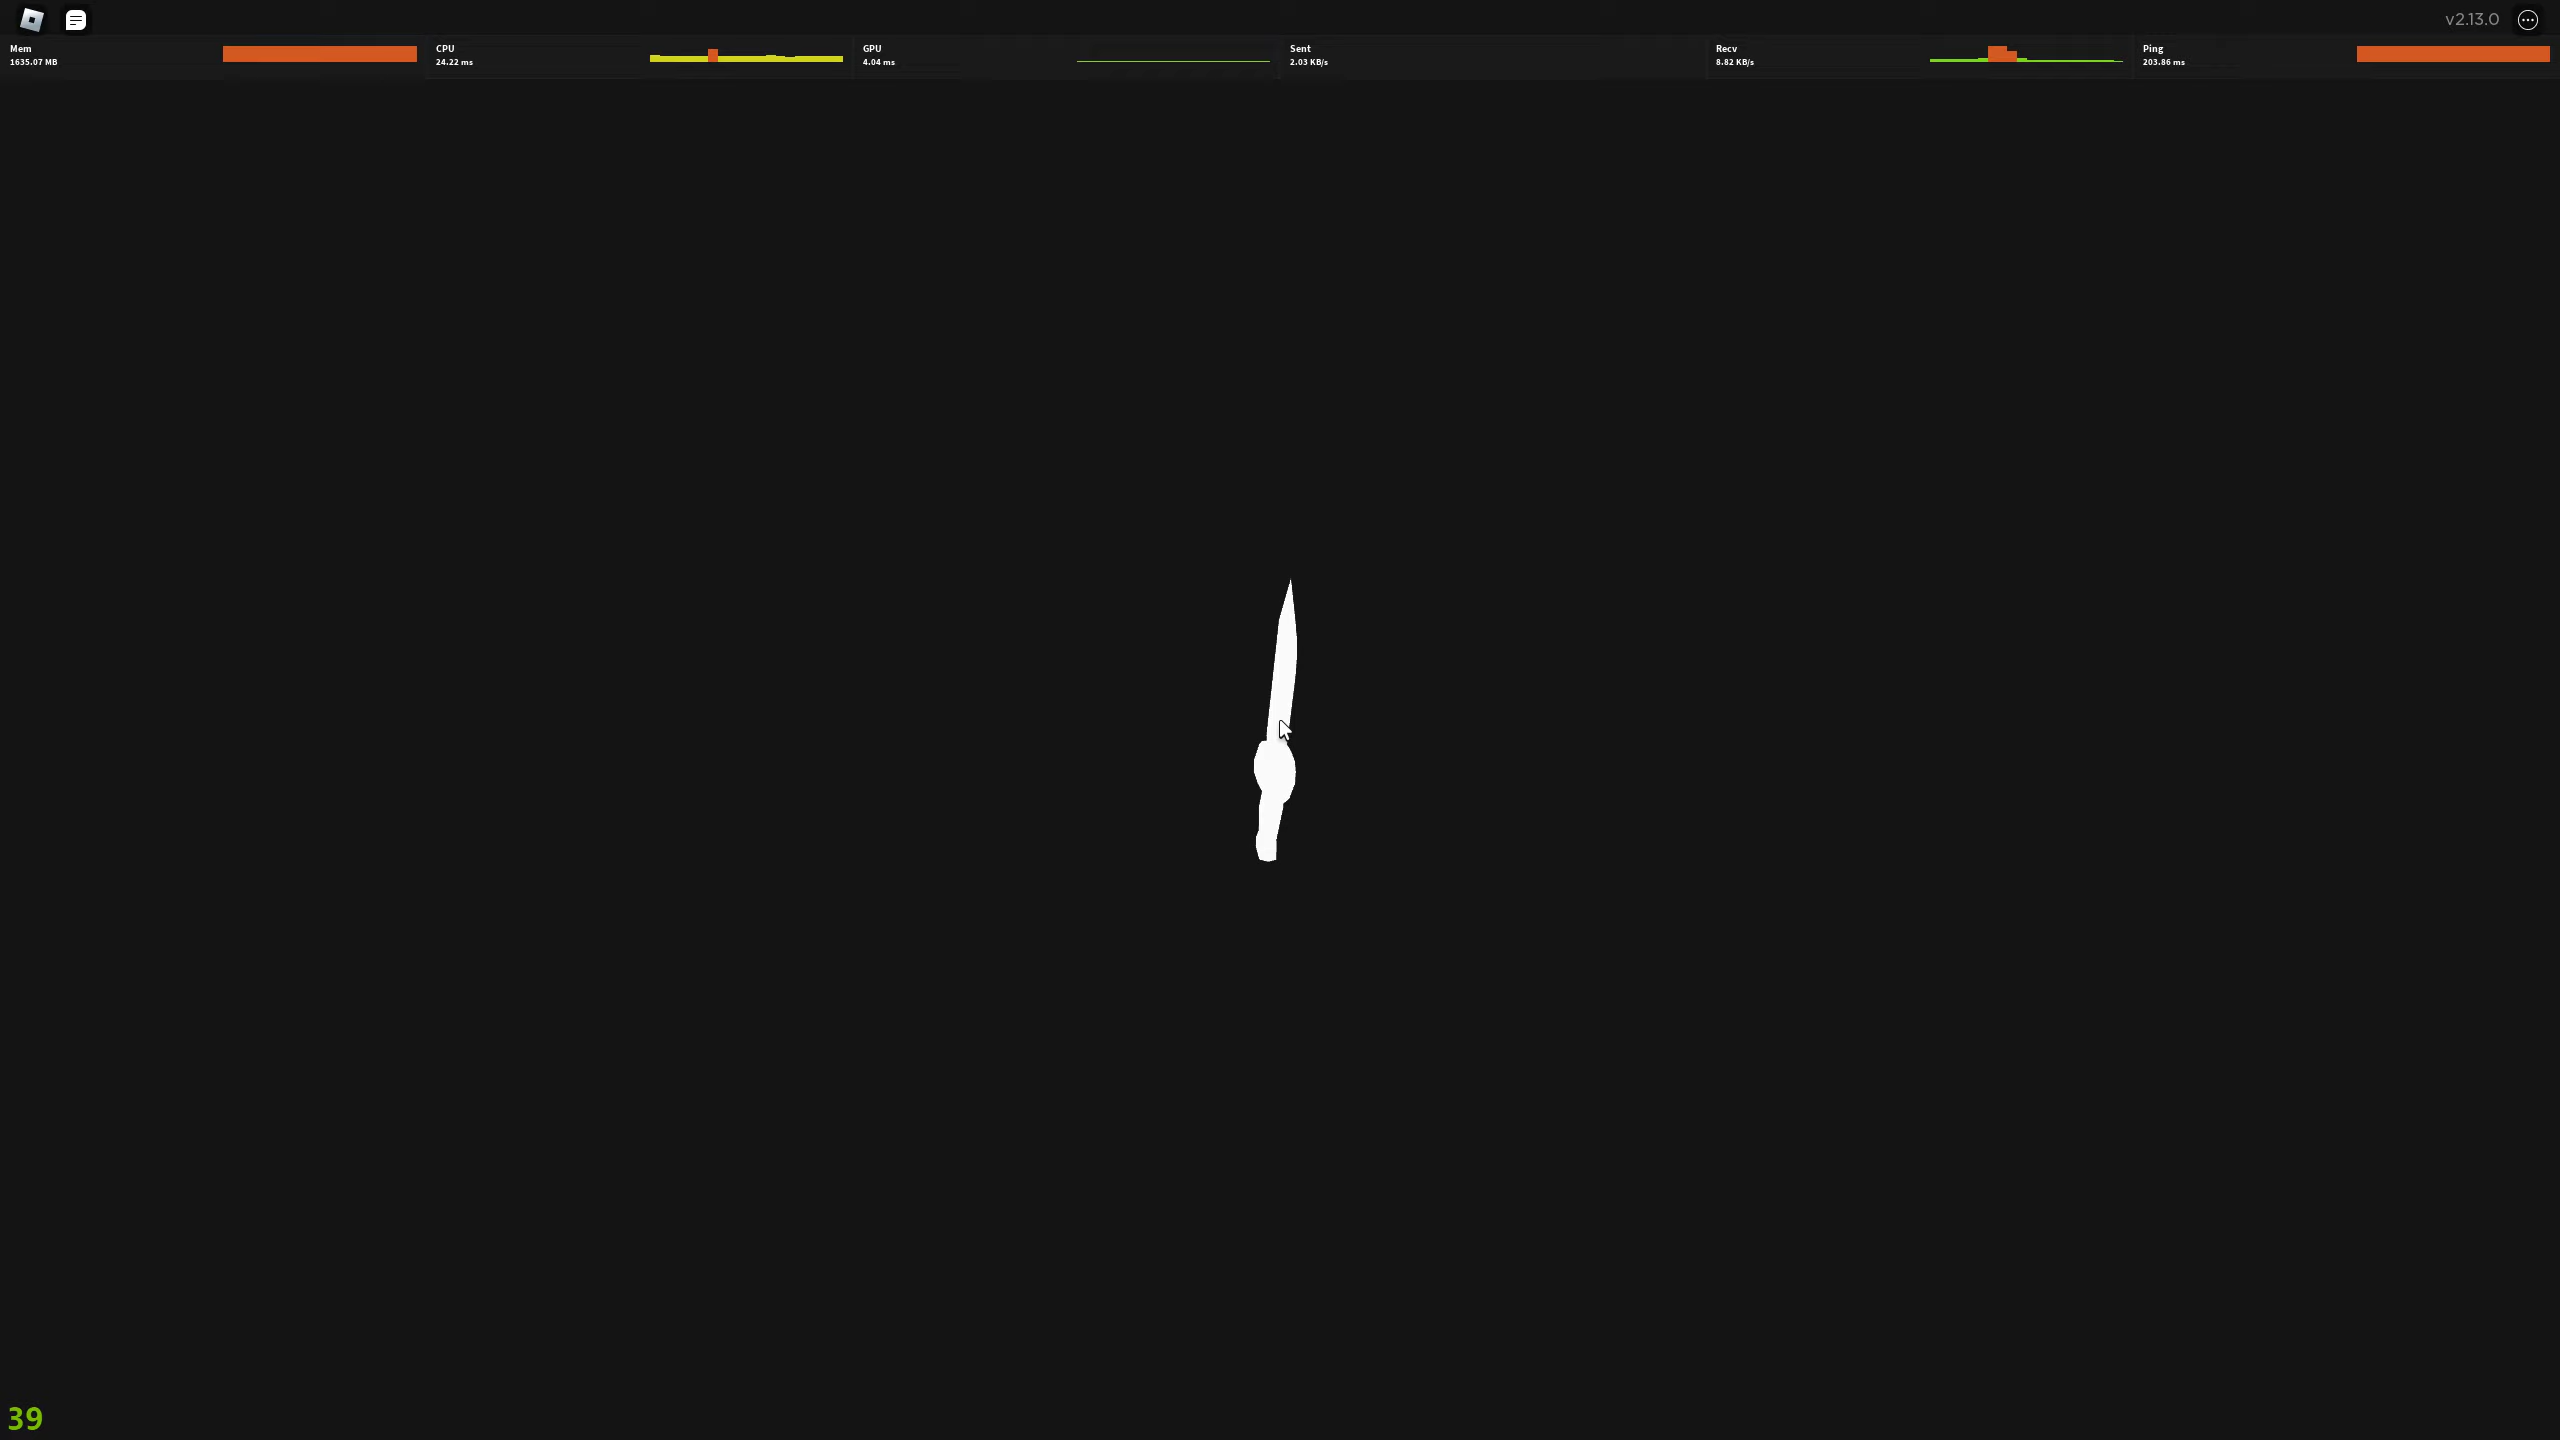 v2.13.0
Mem
1635.07 MB
CPU
24.22 ms
GPU
4.04 ms
Sent
2.03 KB/s
Recv
8.82 KB/s
Ping
203.86 ms
39